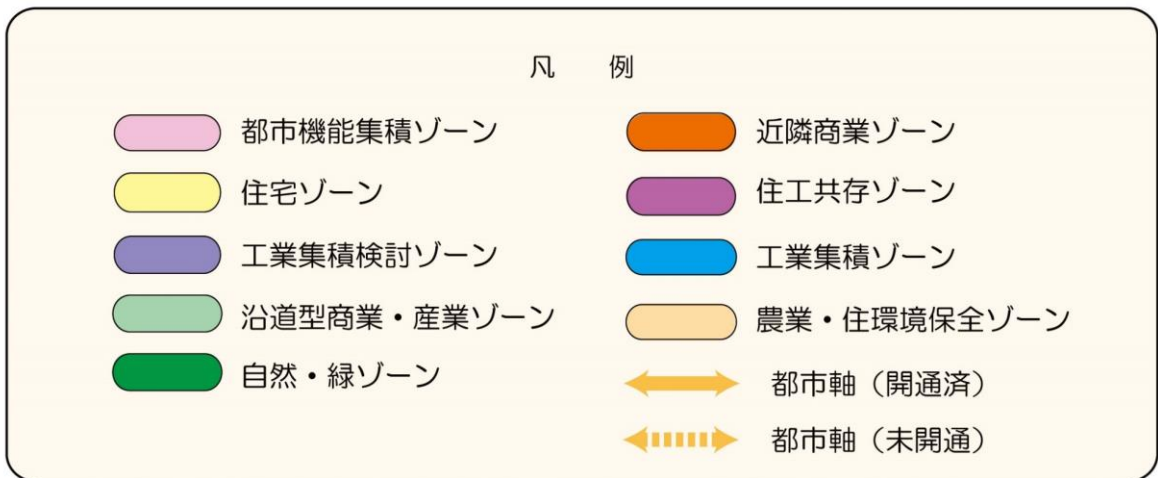 凡 例
都市機能集積ゾーン
住宅ゾーン
工業集積検討ゾーン
沿道型商業・産業ゾーン
自然・緑ゾーン
近隣商業ゾーン
住工共存ゾーン
工業集積ゾーン
農業・住環境保全ゾーン
都市軸（開通済）
都市軸（未開通）